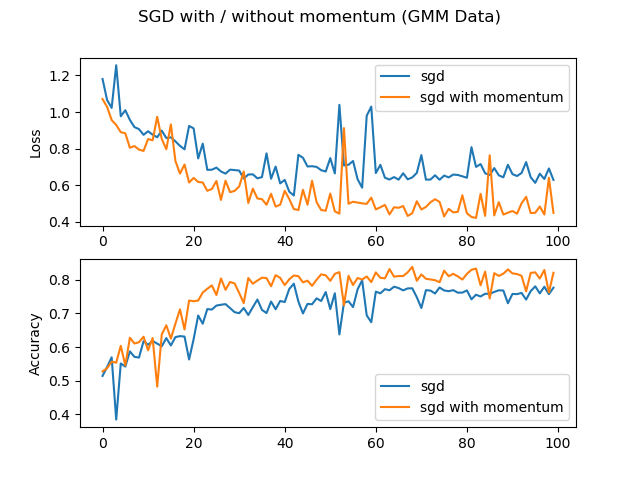 SGD with / without momentum (GMM Data)
Loss
1.2
1.0
0.8
0.6
0.4
sgd
sgd with momentum
0 20 40 60 80 100
Accuracy
0.8
0.7
0.6
0.5
0.4
sgd
sgd with momentum
0 20 40 60 80 100